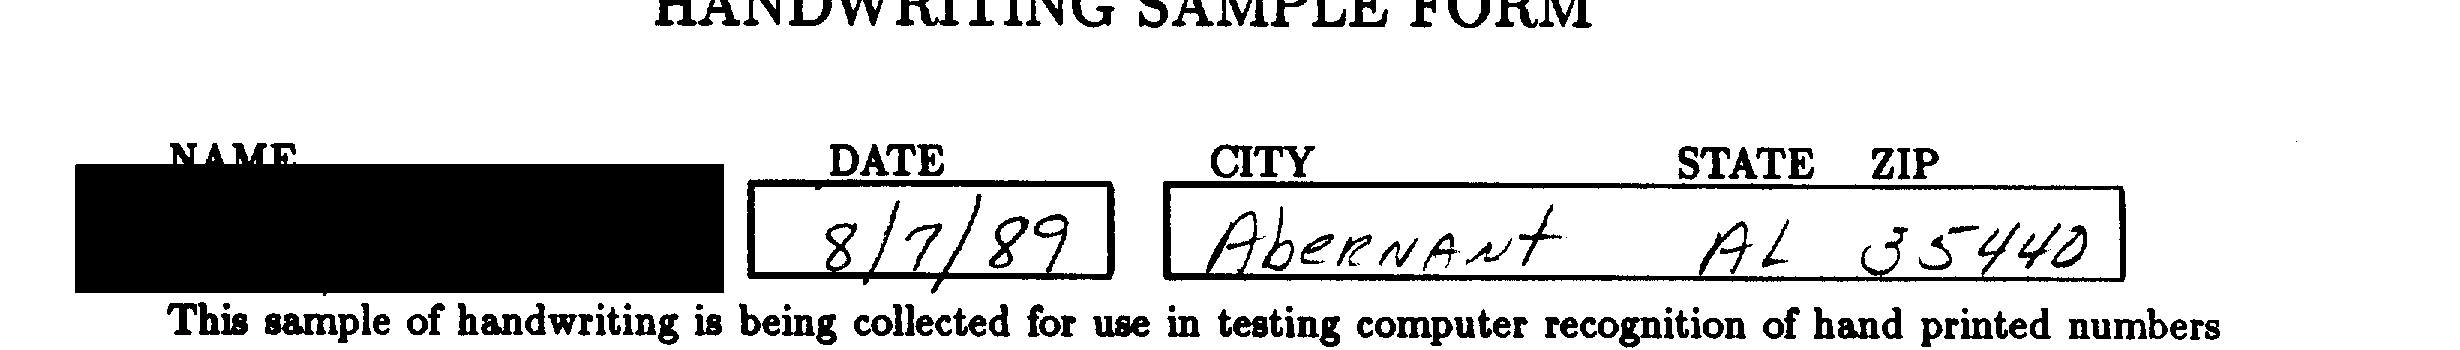 HANDWRITING SAMPLE FORM
NAME DATE CITY STATE ZIP
8/7/89 AbERNANt AL 35440
This sample of handwriting is being collected for use in testing computer recognition of hand printed numbers